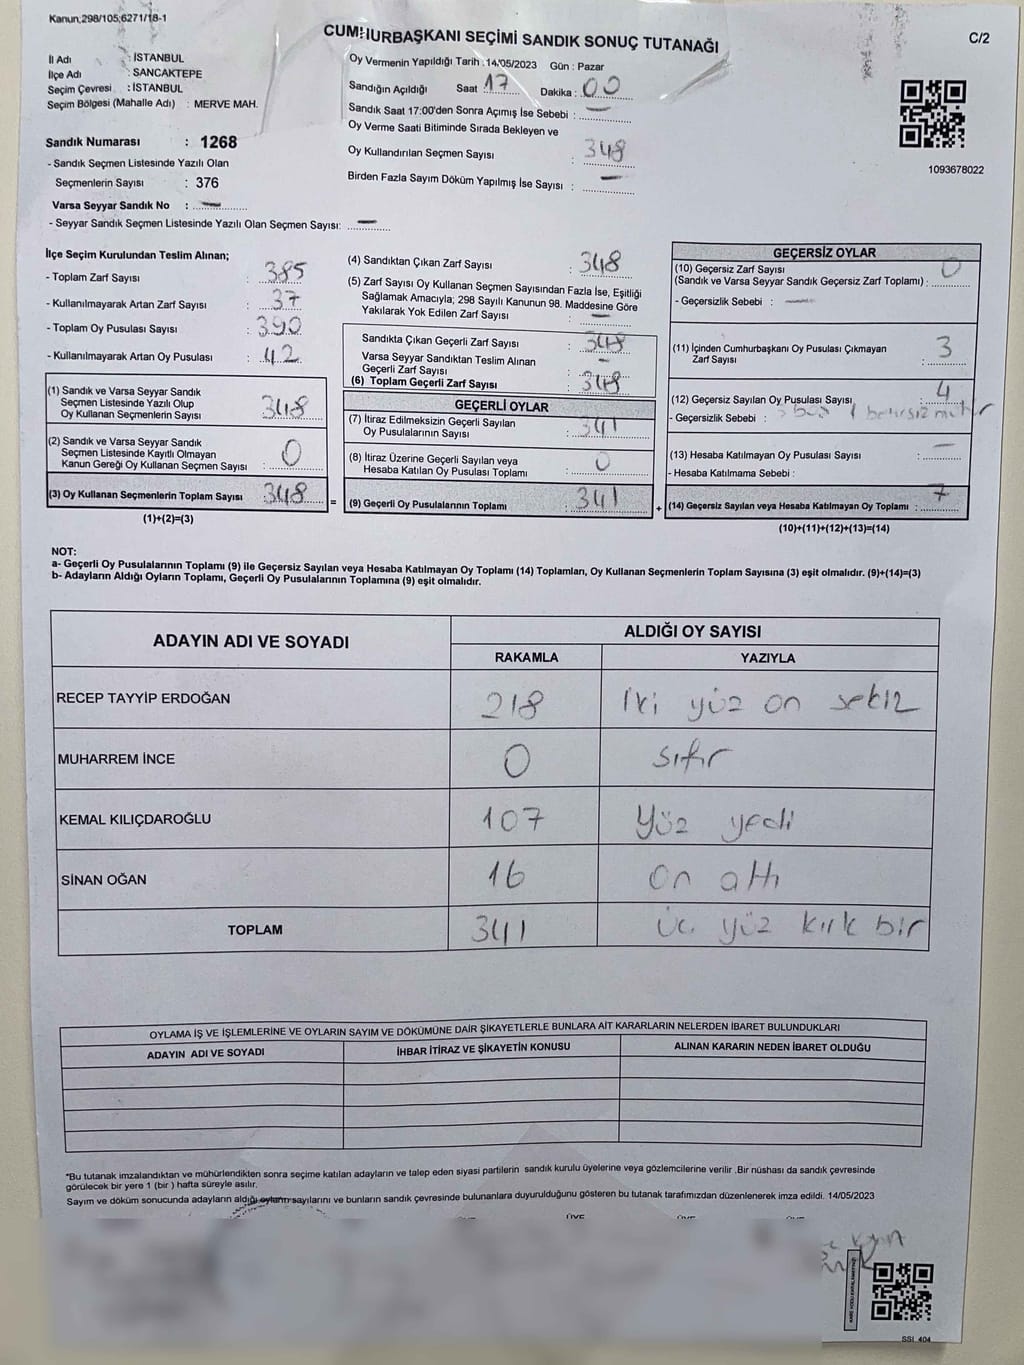 Kanun;298/105;6271/18-1
CUMHURBAŞKANI SEÇİMİ SANDIK SONUÇ TUTANAĞI
C/2
İl Adı : İSTANBUL
İlçe Adı : SANCAKTEPE
Seçim Çevresi : İSTANBUL
Seçim Bölgesi (Mahalle Adı) : MERVE MAH.
Sandık Numarası : 1268
- Sandık Seçmen Listesinde Yazılı Olan
Seçmenlerin Sayısı : 376
Varsa Seyyar Sandık No : —
- Seyyar Sandık Seçmen Listesinde Yazılı Olan Seçmen Sayısı: —
Oy Vermenin Yapıldığı Tarih : 14/05/2023 Gün : Pazar
Sandığın Açıldığı Saat 17 Dakika : 00
Sandık Saat 17:00'den Sonra Açımış İse Sebebi : —
Oy Verme Saati Bitiminde Sırada Bekleyen ve
Oy Kullandırılan Seçmen Sayısı : 348
Birden Fazla Sayım Döküm Yapılmış İse Sayısı : —
1093678022
İlçe Seçim Kurulundan Teslim Alınan;
- Toplam Zarf Sayısı : 385
- Kullanılmayarak Artan Zarf Sayısı : 37
- Toplam Oy Pusulası Sayısı : 390
- Kullanılmayarak Artan Oy Pusulası : 42
(1) Sandık ve Varsa Seyyar Sandık
Seçmen Listesinde Yazılı Olup
Oy Kullanan Seçmenlerin Sayısı 348
(2) Sandık ve Varsa Seyyar Sandık
Seçmen Listesinde Kayıtlı Olmayan
Kanun Gereği Oy Kullanan Seçmen Sayısı : 0
(3) Oy Kullanan Seçmenlerin Toplam Sayısı : 348 =
(1)+(2)=(3)
(4) Sandıktan Çıkan Zarf Sayısı : 348
(5) Zarf Sayısı Oy Kullanan Seçmen Sayısından Fazla İse, Eşitliği
Sağlamak Amacıyla; 298 Sayılı Kanunun 98. Maddesine Göre
Yakılarak Yok Edilen Zarf Sayısı : —
Sandıkta Çıkan Geçerli Zarf Sayısı : 348
Varsa Seyyar Sandıktan Teslim Alınan
Geçerli Zarf Sayısı : —
(6) Toplam Geçerli Zarf Sayısı : 348
GEÇERLİ OYLAR
(7) İtiraz Edilmeksizin Geçerli Sayılan
Oy Pusulalarının Sayısı : 341
(8) İtiraz Üzerine Geçerli Sayılan veya
Hesaba Katılan Oy Pusulası Toplamı : 0
(9) Geçerli Oy Pusulalarının Toplamı : 341 +
GEÇERSİZ OYLAR
(10) Geçersiz Zarf Sayısı
(Sandık ve Varsa Seyyar Sandık Geçersiz Zarf Toplamı) : 0
- Geçersizlik Sebebi : —
(11) İçinden Cumhurbaşkanı Oy Pusulası Çıkmayan
Zarf Sayısı : 3
(12) Geçersiz Sayılan Oy Pusulası Sayısı : 4
- Geçersizlik Sebebi : 3 boş 1 belirsiz mühür
(13) Hesaba Katılmayan Oy Pusulası Sayısı : —
- Hesaba Katılmama Sebebi :
(14) Geçersiz Sayılan veya Hesaba Katılmayan Oy Toplamı : 7
(10)+(11)+(12)+(13)=(14)
NOT:
a- Geçerli Oy Pusulalarının Toplamı (9) ile Geçersiz Sayılan veya Hesaba Katılmayan Oy Toplamı (14) Toplamları, Oy Kullanan Seçmenlerin Toplam Sayısına (3) eşit olmalıdır. (9)+(14)=(3)
b- Adayların Aldığı Oyların Toplamı, Geçerli Oy Pusulalarının Toplamına (9) eşit olmalıdır.
ADAYIN ADI VE SOYADI
ALDIĞI OY SAYISI
RAKAMLA YAZIYLA
RECEP TAYYİP ERDOĞAN 218 iki yüz on sekiz
MUHARREM İNCE 0 sıfır
KEMAL KILIÇDAROĞLU 107 Yüz yedi
SİNAN OĞAN 16 on altı
TOPLAM 341 üç yüz kırk bir
OYLAMA İŞ VE İŞLEMLERİNE VE OYLARIN SAYIM VE DÖKÜMÜNE DAİR ŞİKAYETLERLE BUNLARA AİT KARARLARIN NELERDEN İBARET BULUNDUKLARI
ADAYIN ADI VE SOYADI İHBAR İTİRAZ VE ŞİKAYETİN KONUSU ALINAN KARARIN NEDEN İBARET OLDUĞU
*Bu tutanak imzalandıktan ve mühürlendikten sonra seçime katılan adayların ve talep eden siyasi partilerin sandık kurulu üyelerine veya gözlemcilerine verilir .Bir nüshası da sandık çevresinde
görülecek bir yere 1 (bir ) hafta süreyle asılır.
Sayım ve döküm sonucunda adayların aldığı oyların sayılarını ve bunların sandık çevresinde bulunanlara duyurulduğunu gösteren bu tutanak tarafımızdan düzenlenerek imza edildi. 14/05/2023
ÜYE
SSI_404